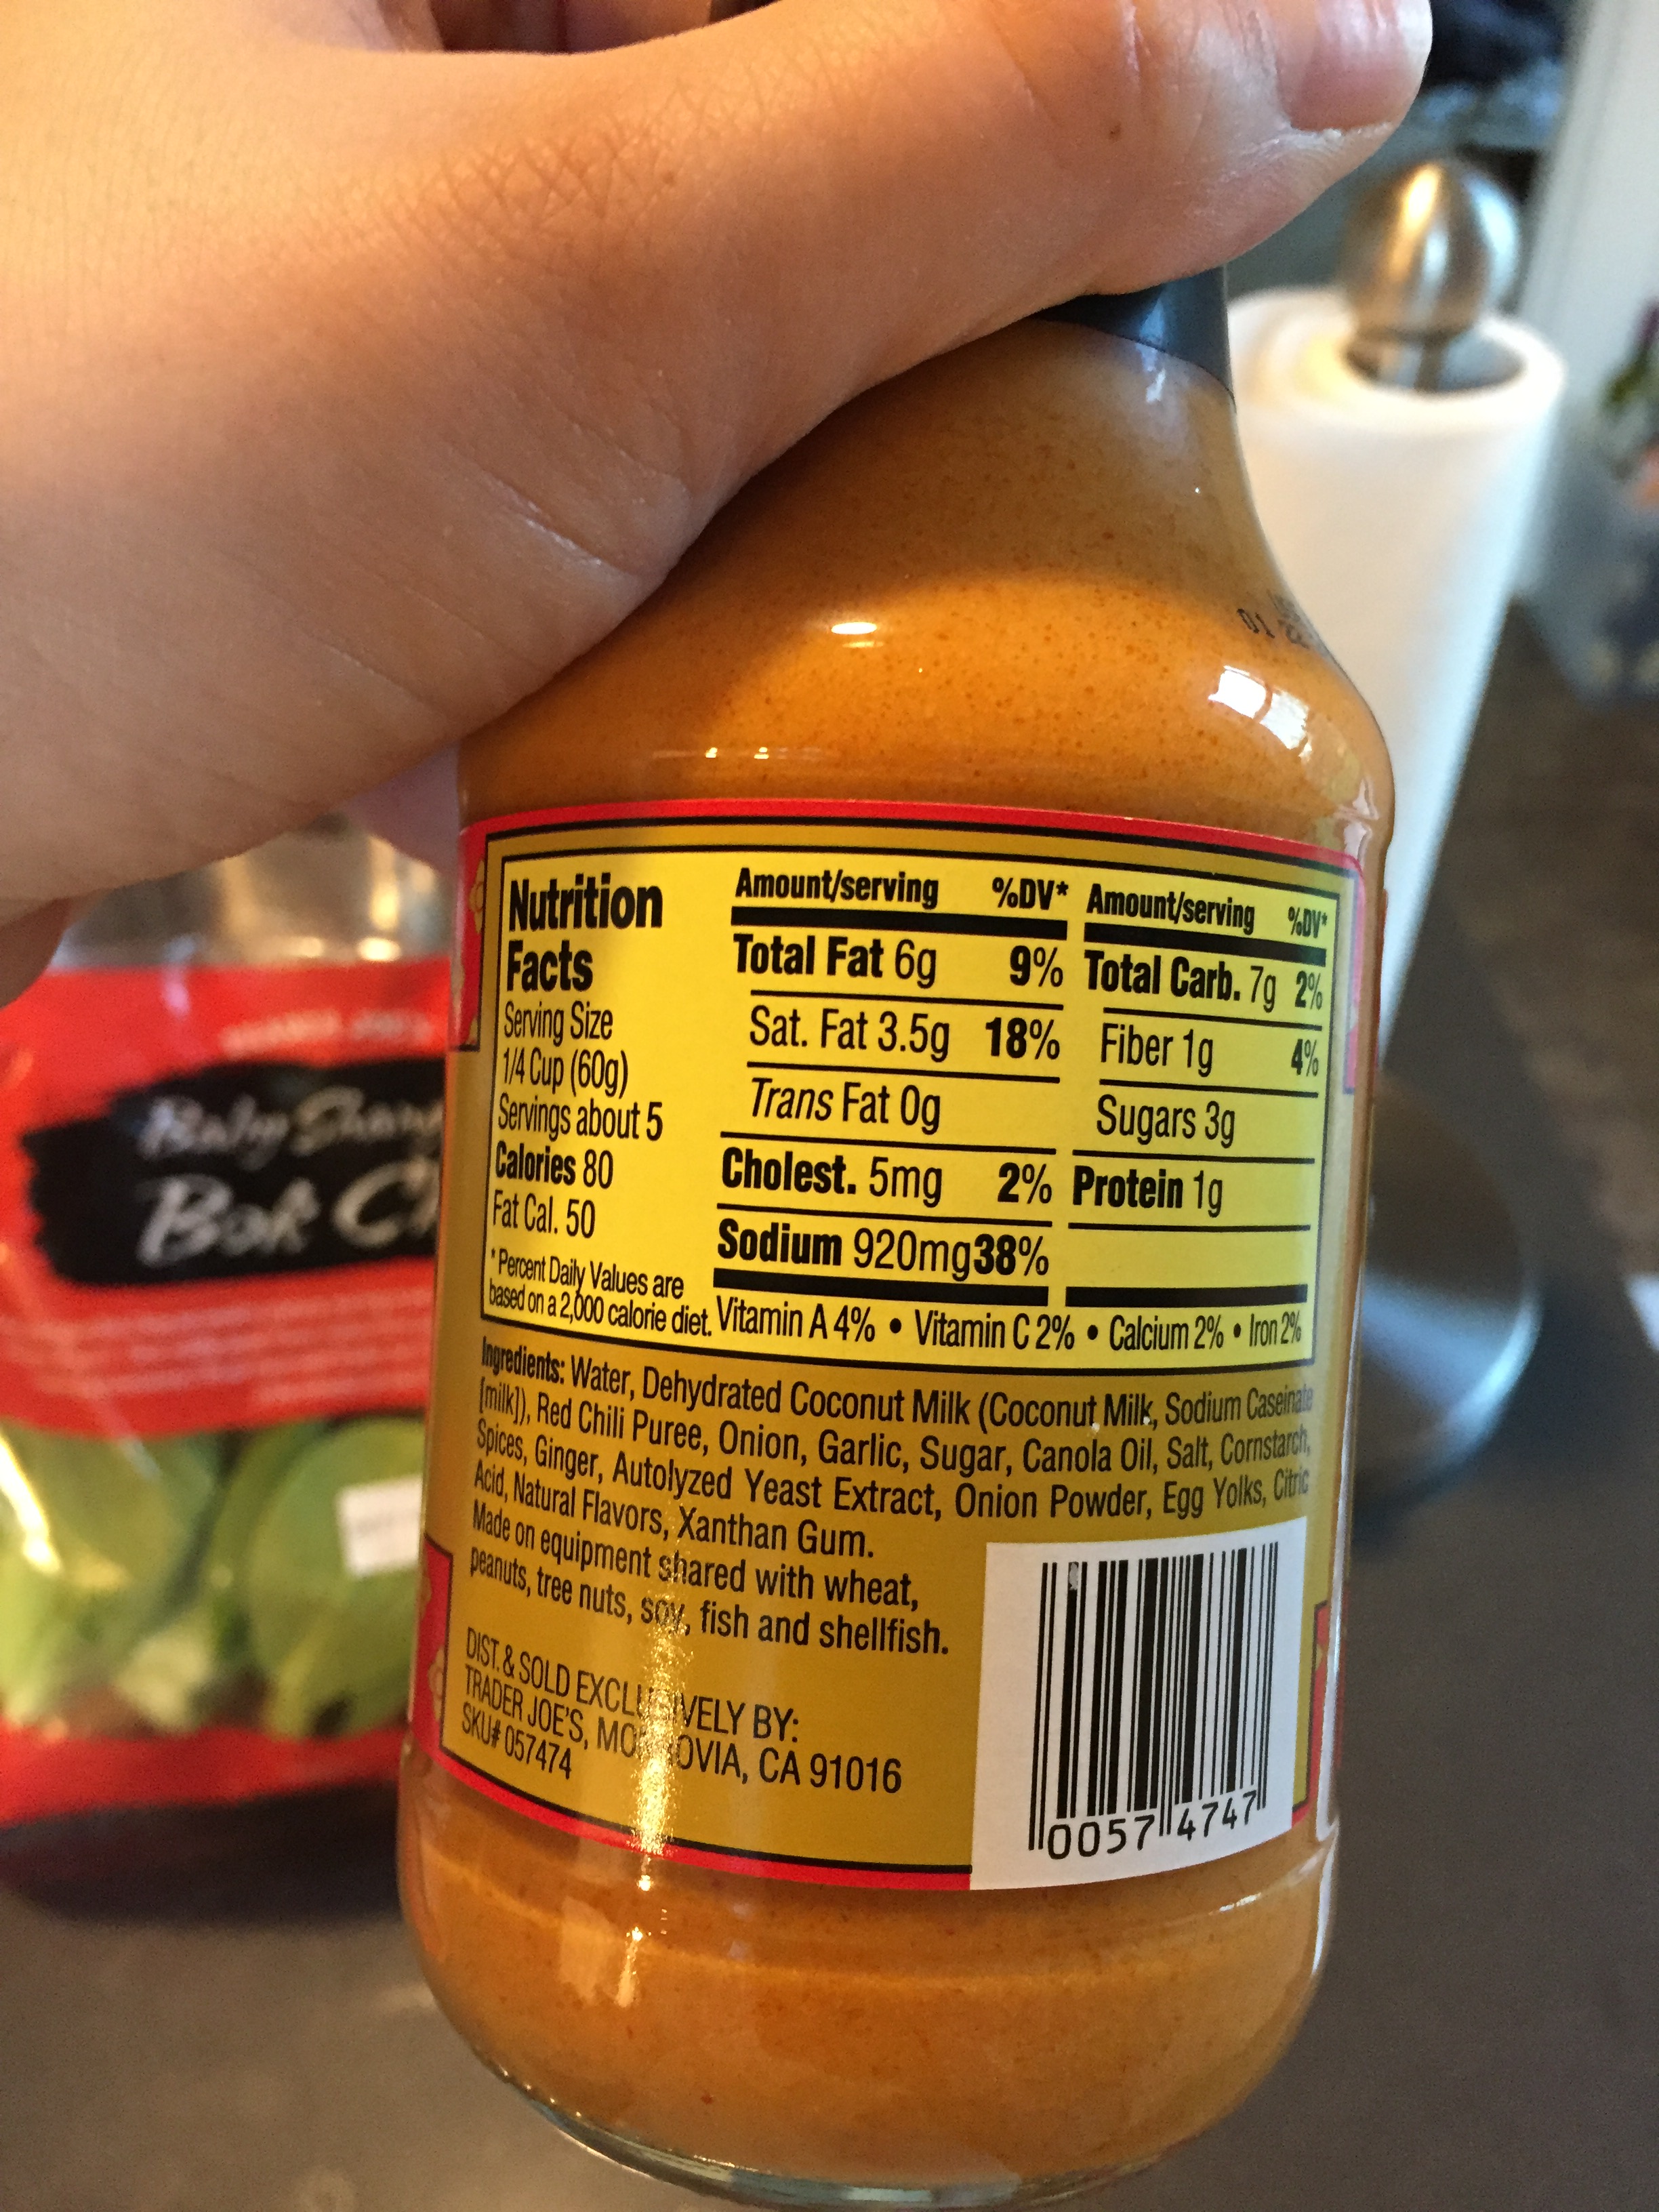 01
Nutrition
Facts
Serving Size
1/4 Cup (60g)
Servings about 5
Calories 80
Fat Cal. 50
*Percent Daily Values are
based on a 2,000 calorie diet.
Amount/serving %DV*
Total Fat 6g 9%
Sat. Fat 3.5g 18%
Trans Fat 0g
Cholest. 5mg 2%
Sodium 920mg 38%
Amount/serving %DV*
Total Carb. 7g 2%
Fiber 1g 4%
Sugars 3g
Protein 1g
Vitamin A 4% • Vitamin C 2% • Calcium 2% • Iron 2%
Ingredients: Water, Dehydrated Coconut Milk (Coconut Milk, Sodium Caseinate
[milk]), Red Chili Puree, Onion, Garlic, Sugar, Canola Oil, Salt, Cornstarch,
Spices, Ginger, Autolyzed Yeast Extract, Onion Powder, Egg Yolks, Citric
Acid, Natural Flavors, Xanthan Gum.
Made on equipment shared with wheat,
peanuts, tree nuts, soy, fish and shellfish.
DIST. & SOLD EXCLUSIVELY BY:
TRADER JOE'S, MONROVIA, CA 91016
SKU# 057474
0057 4747
Baby
Bok